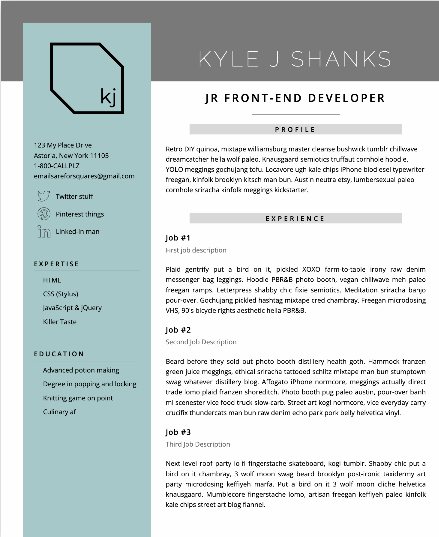 KYLE J SHANKS
kj
JR FRONT-END DEVELOPER
123 My Place Drive
Astoria, New York 11105
1-800-CALLPLZ
emailsareforsquares@gmail.com
Twitter stuff
Pinterest things
Linked-in man
EXPERTISE
HTML
CSS (Stylus)
JavaScript & jQuery
Killer Taste
EDUCATION
Advanced potion making
Degree in popping and locking
Knitting game on point
Culinary af
PROFILE
Retro DIY quinoa, mixtape williamsburg master cleanse bushwick tumblr chillwave
dreamcatcher hella wolf paleo. Knausgaard semiotics truffaut cornhole hoodie,
YOLO meggings gochujang tofu. Locavore ugh kale chips iPhone biodiesel typewriter
freegan, kinfolk brooklyn kitsch man bun. Austin neutra etsy, lumbersexual paleo
cornhole sriracha kinfolk meggings kickstarter.
EXPERIENCE
Job #1
First job description
Plaid gentrify put a bird on it, pickled XOXO farm-to-table irony raw denim
messenger bag leggings. Hoodie PBR&B photo booth, vegan chillwave meh paleo
freegan ramps. Letterpress shabby chic fixie semiotics. Meditation sriracha banjo
pour-over. Gochujang pickled hashtag mixtape cred chambray. Freegan microdosing
VHS, 90's bicycle rights aesthetic hella PBR&B.
Job #2
Second Job Description
Beard before they sold out photo booth distillery health goth. Hammock franzen
green juice meggings, ethical sriracha tattooed schlitz mixtape man bun stumptown
swag whatever distillery blog. Affogato iPhone normcore, meggings actually direct
trade lomo plaid franzen shoreditch. Photo booth pug paleo austin, pour-over banh
mi scenester vice food truck slow-carb. Street art kogi normcore, vice everyday carry
crucifix thundercats man bun raw denim echo park pork belly helvetica vinyl.
Job #3
Third Job Description
Next level roof party lo-fi fingerstache skateboard, kogi tumblr. Shabby chic put a
bird on it chambray, 3 wolf moon swag beard brooklyn post-ironic taxidermy art
party microdosing keffiyeh marfa. Put a bird on it 3 wolf moon cliche helvetica
knausgaard. Mumblecore fingerstache lomo, artisan freegan keffiyeh paleo kinfolk
kale chips street art blog flannel.